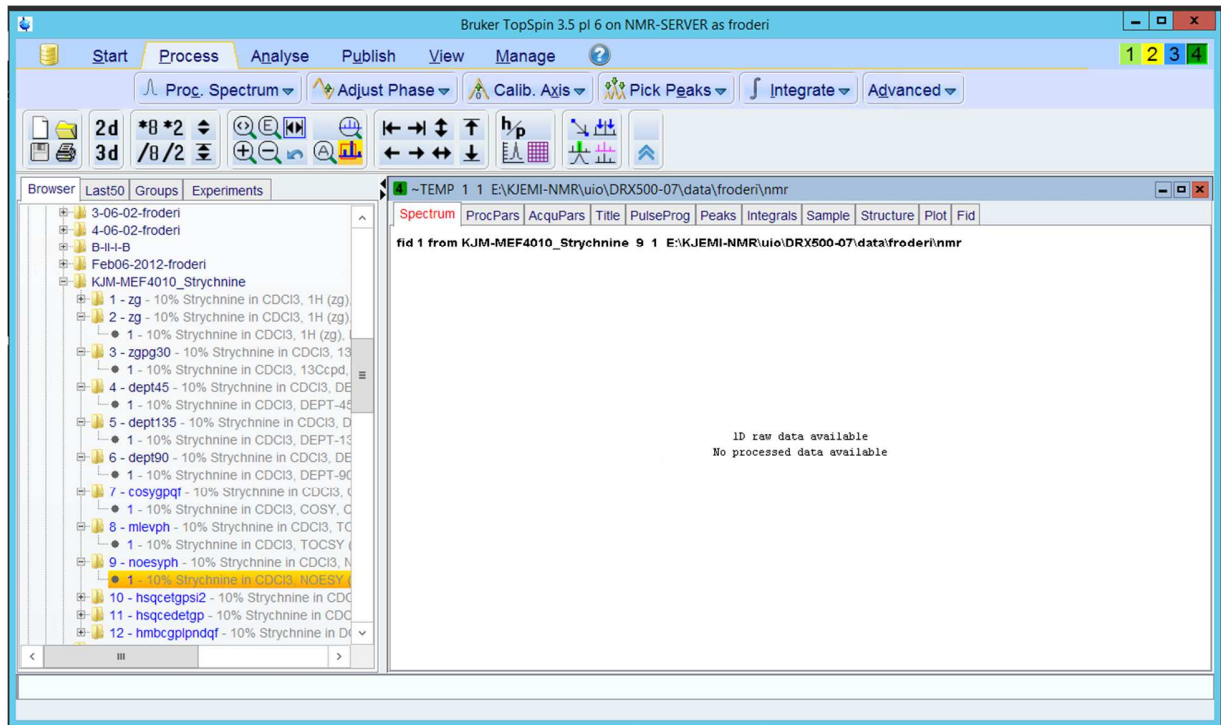 Bruker TopSpin 3.5 pl 6 on NMR-SERVER as froderi
Start Process Analyse Publish View Manage ? 1 2 3 4
Proc. Spectrum Adjust Phase Calib. Axis Pick Peaks Integrate Advanced
2d *8 *2 h/p
3d /8 /2
Browser Last50 Groups Experiments
3-06-02-froderi
4-06-02-froderi
B-II-I-B
Feb06-2012-froderi
KJM-MEF4010_Strychnine
1 - zg - 10% Strychnine in CDCl3, 1H (zg),
2 - zg - 10% Strychnine in CDCl3, 1H (zg),
1 - 10% Strychnine in CDCl3, 1H (zg),
3 - zgpg30 - 10% Strychnine in CDCl3, 13
1 - 10% Strychnine in CDCl3, 13Ccpd,
4 - dept45 - 10% Strychnine in CDCl3, DE
1 - 10% Strychnine in CDCl3, DEPT-45
5 - dept135 - 10% Strychnine in CDCl3, D
1 - 10% Strychnine in CDCl3, DEPT-13
6 - dept90 - 10% Strychnine in CDCl3, DE
1 - 10% Strychnine in CDCl3, DEPT-90
7 - cosygpqf - 10% Strychnine in CDCl3, C
1 - 10% Strychnine in CDCl3, COSY, C
8 - mlevph - 10% Strychnine in CDCl3, TC
1 - 10% Strychnine in CDCl3, TOCSY (
9 - noesyph - 10% Strychnine in CDCl3, N
1 - 10% Strychnine in CDCl3, NOESY (
10 - hsqcetgpsi2 - 10% Strychnine in CDC
11 - hsqcedetgp - 10% Strychnine in CDC
12 - hmbcgplpndqf - 10% Strychnine in D
4 ~TEMP 1 1 E:\KJEMI-NMR\uio\DRX500-07\data\froderi\nmr
Spectrum ProcPars AcquPars Title PulseProg Peaks Integrals Sample Structure Plot Fid
fid 1 from KJM-MEF4010_Strychnine 9 1 E:\KJEMI-NMR\uio\DRX500-07\data\froderi\nmr
1D raw data available
No processed data available